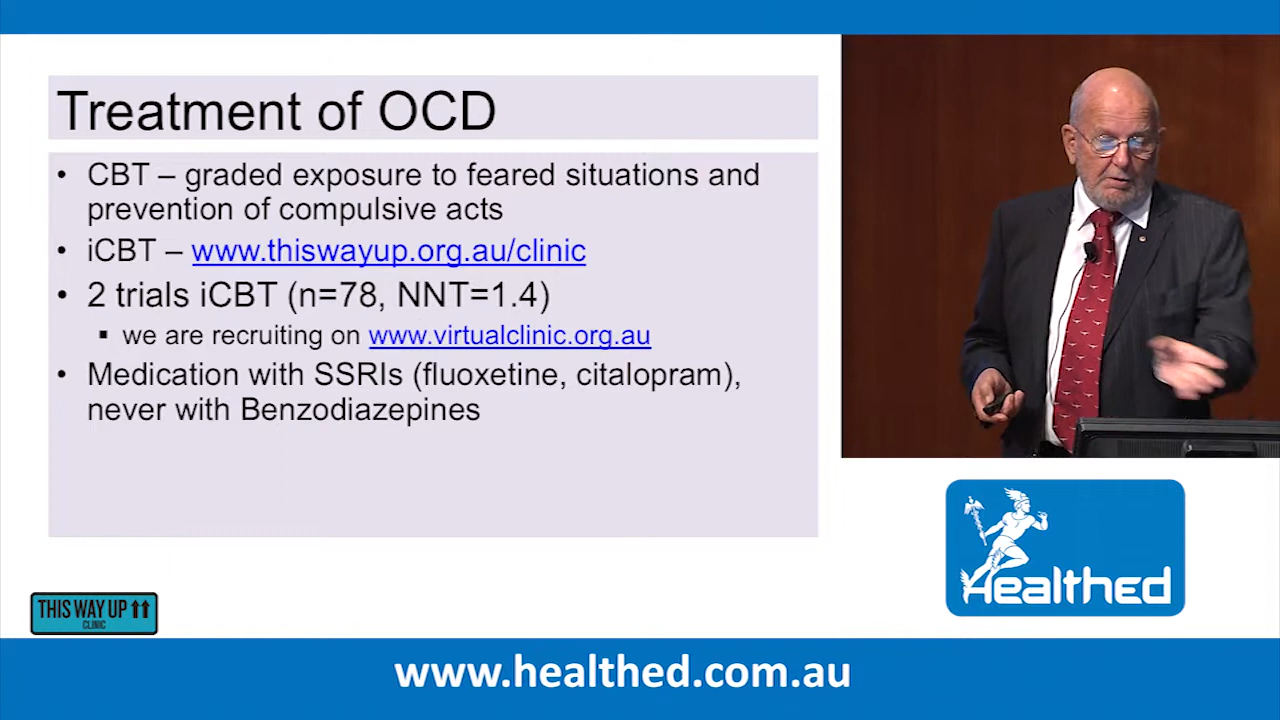 Treatment of OCD
• CBT – graded exposure to feared situations and
prevention of compulsive acts
• iCBT – www.thiswayup.org.au/clinic
• 2 trials iCBT (n=78, NNT=1.4)
▪ we are recruiting on www.virtualclinic.org.au
• Medication with SSRIs (fluoxetine, citalopram),
never with Benzodiazepines
Healthed
THIS WAY UP ⇈
CLINIC
www.healthed.com.au